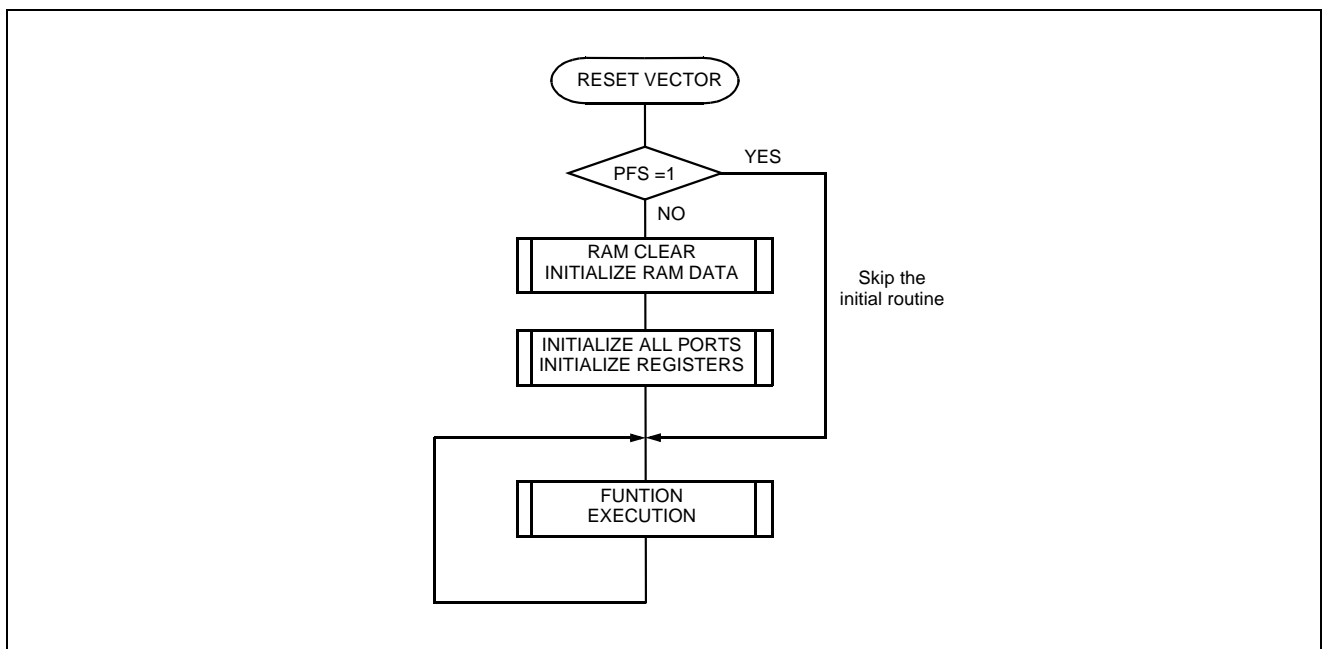 RESET VECTOR
YES
PFS =1
NO
RAM CLEAR
INITIALIZE RAM DATA
Skip the
initial routine
INITIALIZE ALL PORTS
INITIALIZE REGISTERS
FUNTION
EXECUTION